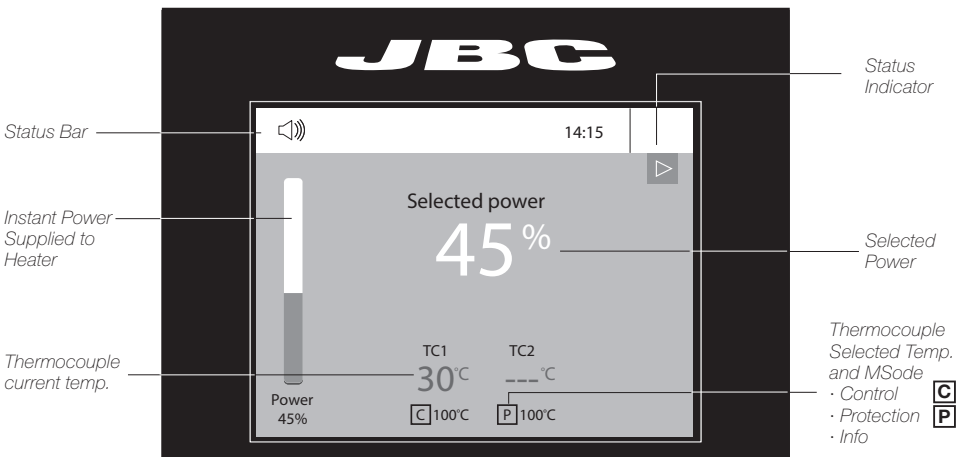 JBC
Status
Indicator
Status Bar
14:15
Instant Power
Supplied to
Heater
Selected power
45%
Selected
Power
Thermocouple
current temp.
TC1 TC2
30°C ---°C
C 100°C P 100°C
Power
45%
Thermocouple
Selected Temp.
and MSode
· Control C
· Protection P
· Info